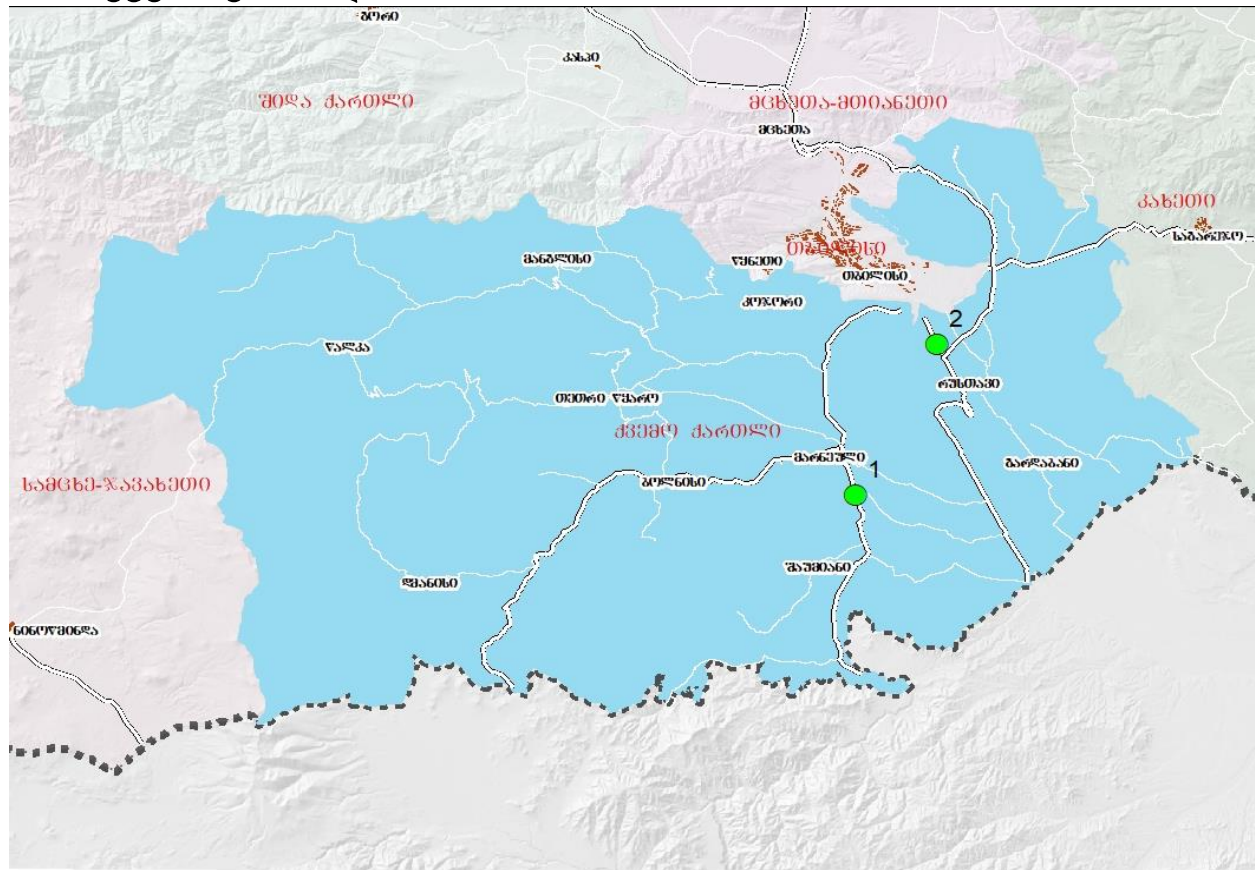 გორი
კასპი
შიდა ქართლი
მცხეთა-მთიანეთი
მცხეთა
კახეთი
საგარეჯო
თბილისი
მანგლისი
წყნეთი
თბილისი
კოჯორი
2
წალკა
რუსთავი
თეთრი წყარო
ქვემო ქართლი
მარნეული
გარდაბანი
1
ბოლნისი
სამცხე-ჯავახეთი
შაუმიანი
დმანისი
ნინოწმინდა